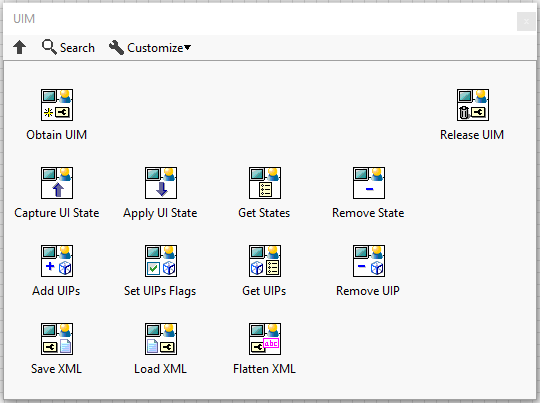 UIM
Search Customize
Obtain UIM Release UIM
Capture UI State Apply UI State Get States Remove State
Add UIPs Set UIPs Flags Get UIPs Remove UIP
abc
Save XML Load XML Flatten XML